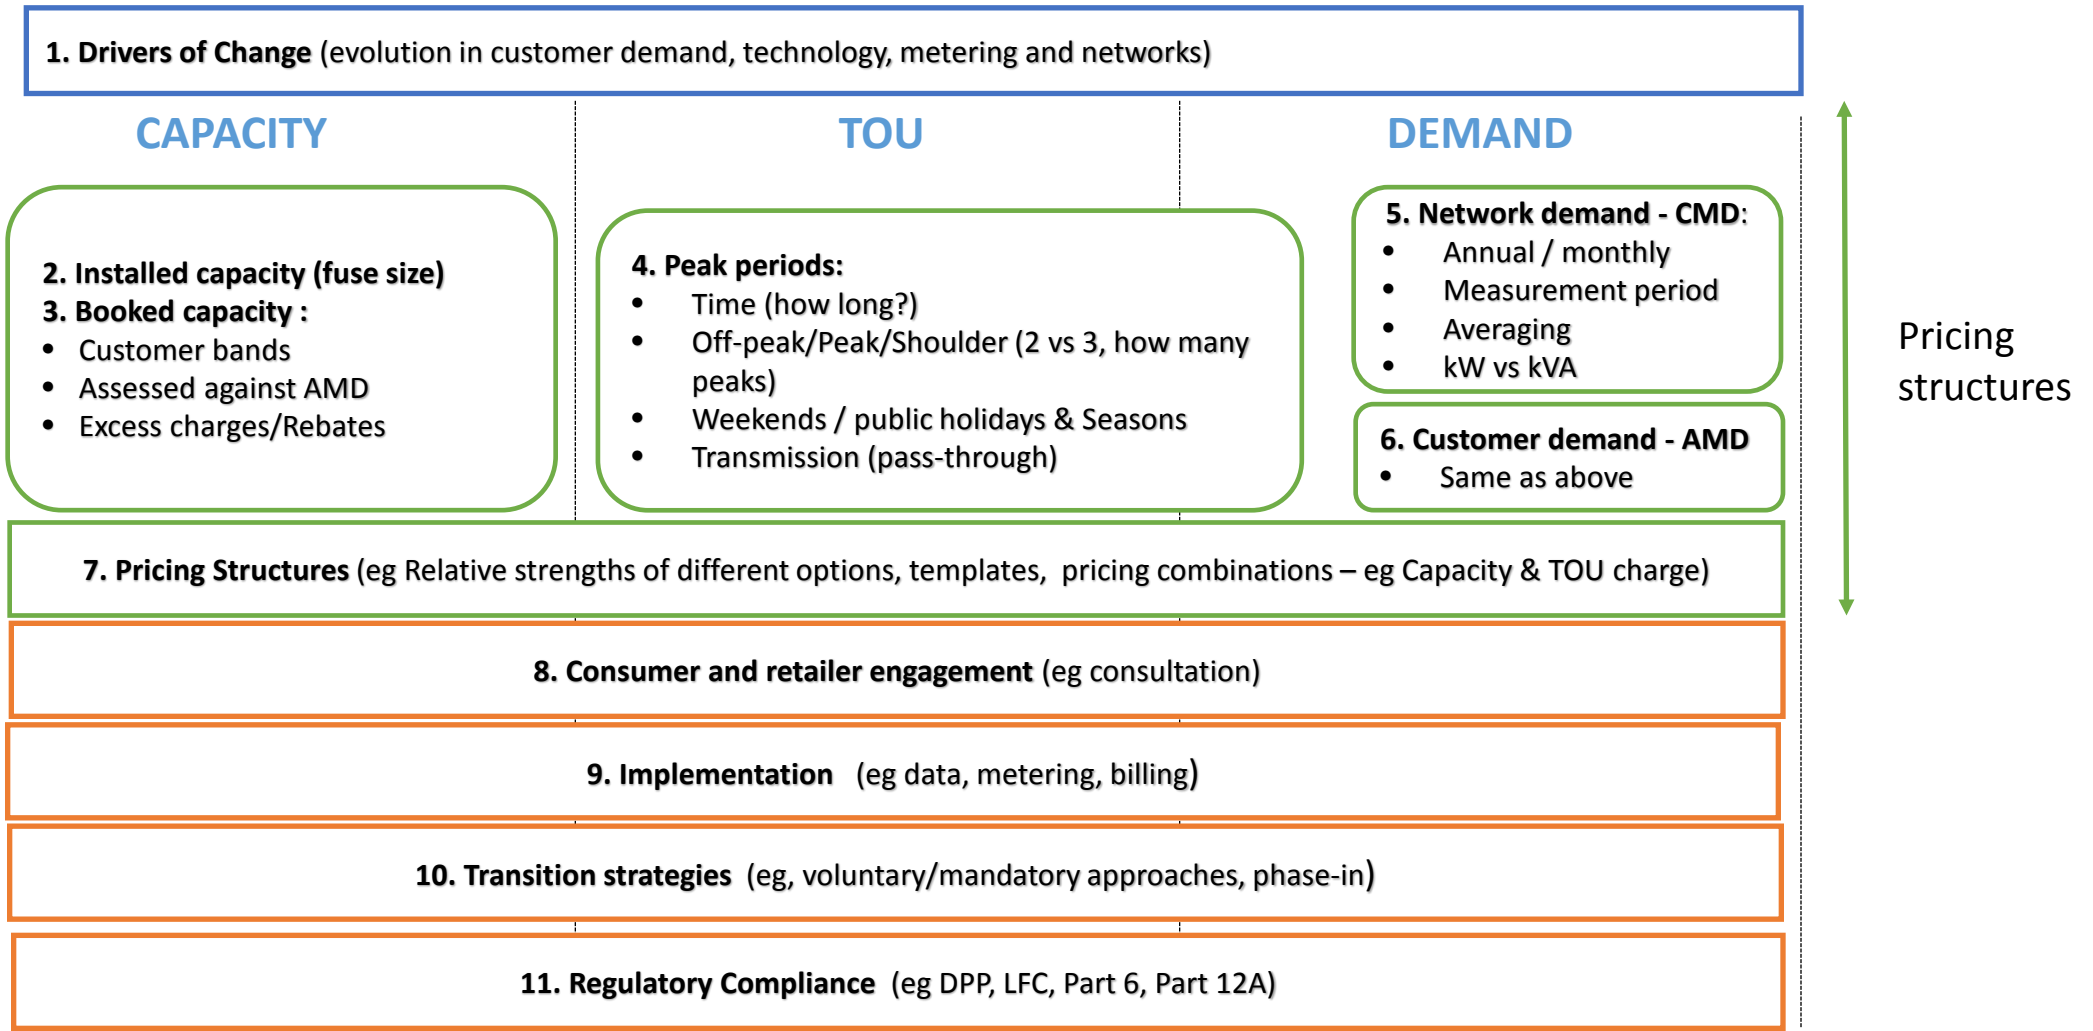 1. Drivers of Change (evolution in customer demand, technology, metering and networks)
CAPACITY
TOU
DEMAND
2. Installed capacity (fuse size)
3. Booked capacity :
• Customer bands
• Assessed against AMD
• Excess charges/Rebates
4. Peak periods:
• Time (how long?)
• Off-peak/Peak/Shoulder (2 vs 3, how many
peaks)
• Weekends / public holidays & Seasons
• Transmission (pass-through)
5. Network demand - CMD:
• Annual / monthly
• Measurement period
• Averaging
• kW vs kVA
6. Customer demand - AMD
• Same as above
Pricing
structures
7. Pricing Structures (eg Relative strengths of different options, templates, pricing combinations – eg Capacity & TOU charge)
8. Consumer and retailer engagement (eg consultation)
9. Implementation (eg data, metering, billing)
10. Transition strategies (eg, voluntary/mandatory approaches, phase-in)
11. Regulatory Compliance (eg DPP, LFC, Part 6, Part 12A)